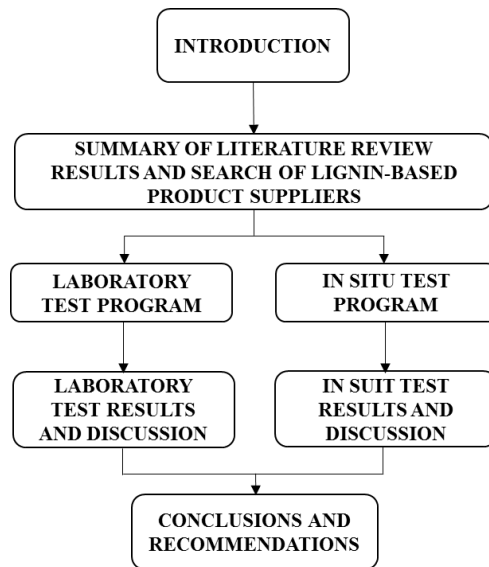 INTRODUCTION
SUMMARY OF LITERATURE REVIEW
RESULTS AND SEARCH OF LIGNIN-BASED
PRODUCT SUPPLIERS
LABORATORY
TEST PROGRAM
IN SITU TEST
PROGRAM
LABORATORY
TEST RESULTS
AND DISCUSSION
IN SUIT TEST
RESULTS AND
DISCUSSION
CONCLUSIONS AND
RECOMMENDATIONS